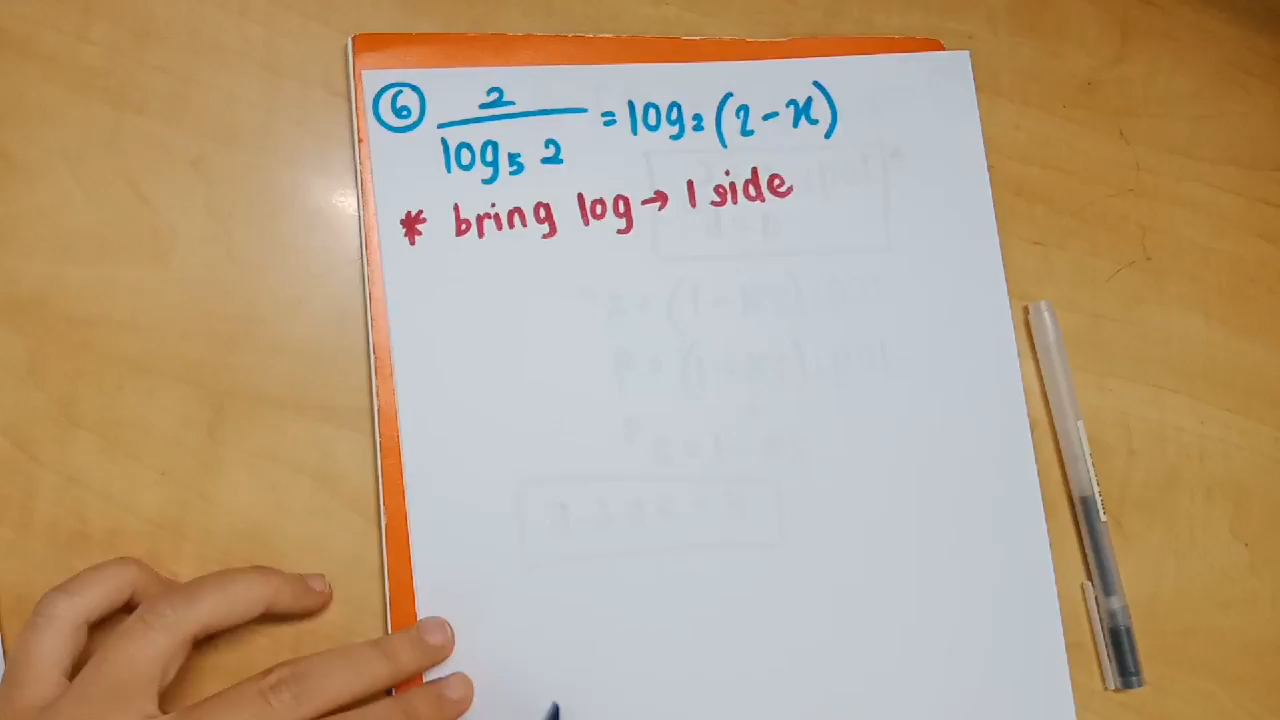 ⑥ 2/log₅ 2 = log₂ (2-x)
* bring log → 1 side